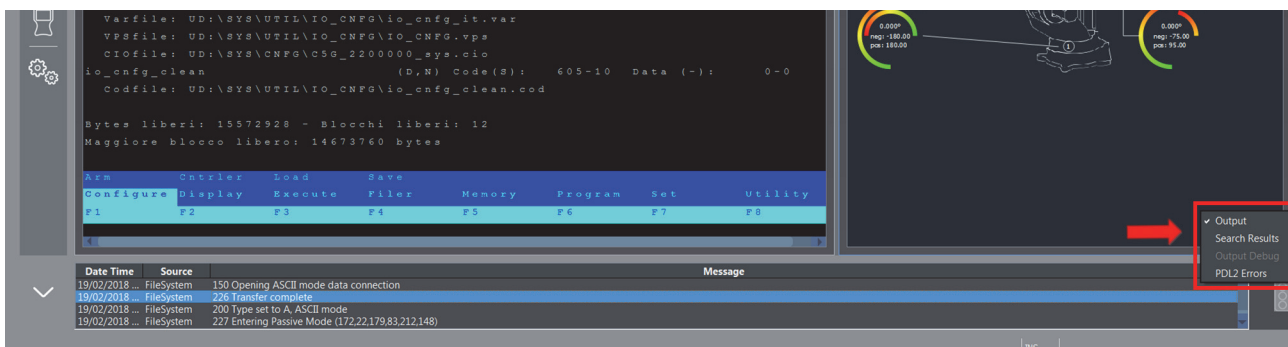 Varfile: UD:\SYS\UTIL\IO_CNFG\io_cnfg_it.var
VPSfile: UD:\SYS\UTIL\IO_CNFG\IO_CNFG.vps
CIOfile: UD:\SYS\CNFG\C5G_2200000_sys.cio
io_cnfg_clean (D,N) Code(S): 605-10 Data (-): 0-0
Codfile: UD:\SYS\UTIL\IO_CNFG\io_cnfg_clean.cod
Bytes liberi: 15572928 - Blocchi liberi: 12
Maggiore blocco libero: 14673760 bytes
Arm Cntrler Load Save
Configure Display Execute Filer Memory Program Set Utility
F1 F2 F3 F4 F5 F6 F7 F8
0.000°
neg: -180.00
pos: 180.00
1
0.000°
neg: -75.00
pos: 95.00
Output
Search Results
Output Debug
PDL2 Errors
Date Time Source Message
19/02/2018 ... FileSystem 150 Opening ASCII mode data connection
19/02/2018 ... FileSystem 226 Transfer complete
19/02/2018 ... FileSystem 200 Type set to A, ASCII mode
19/02/2018 ... FileSystem 227 Entering Passive Mode (172,22,179,83,212,148)